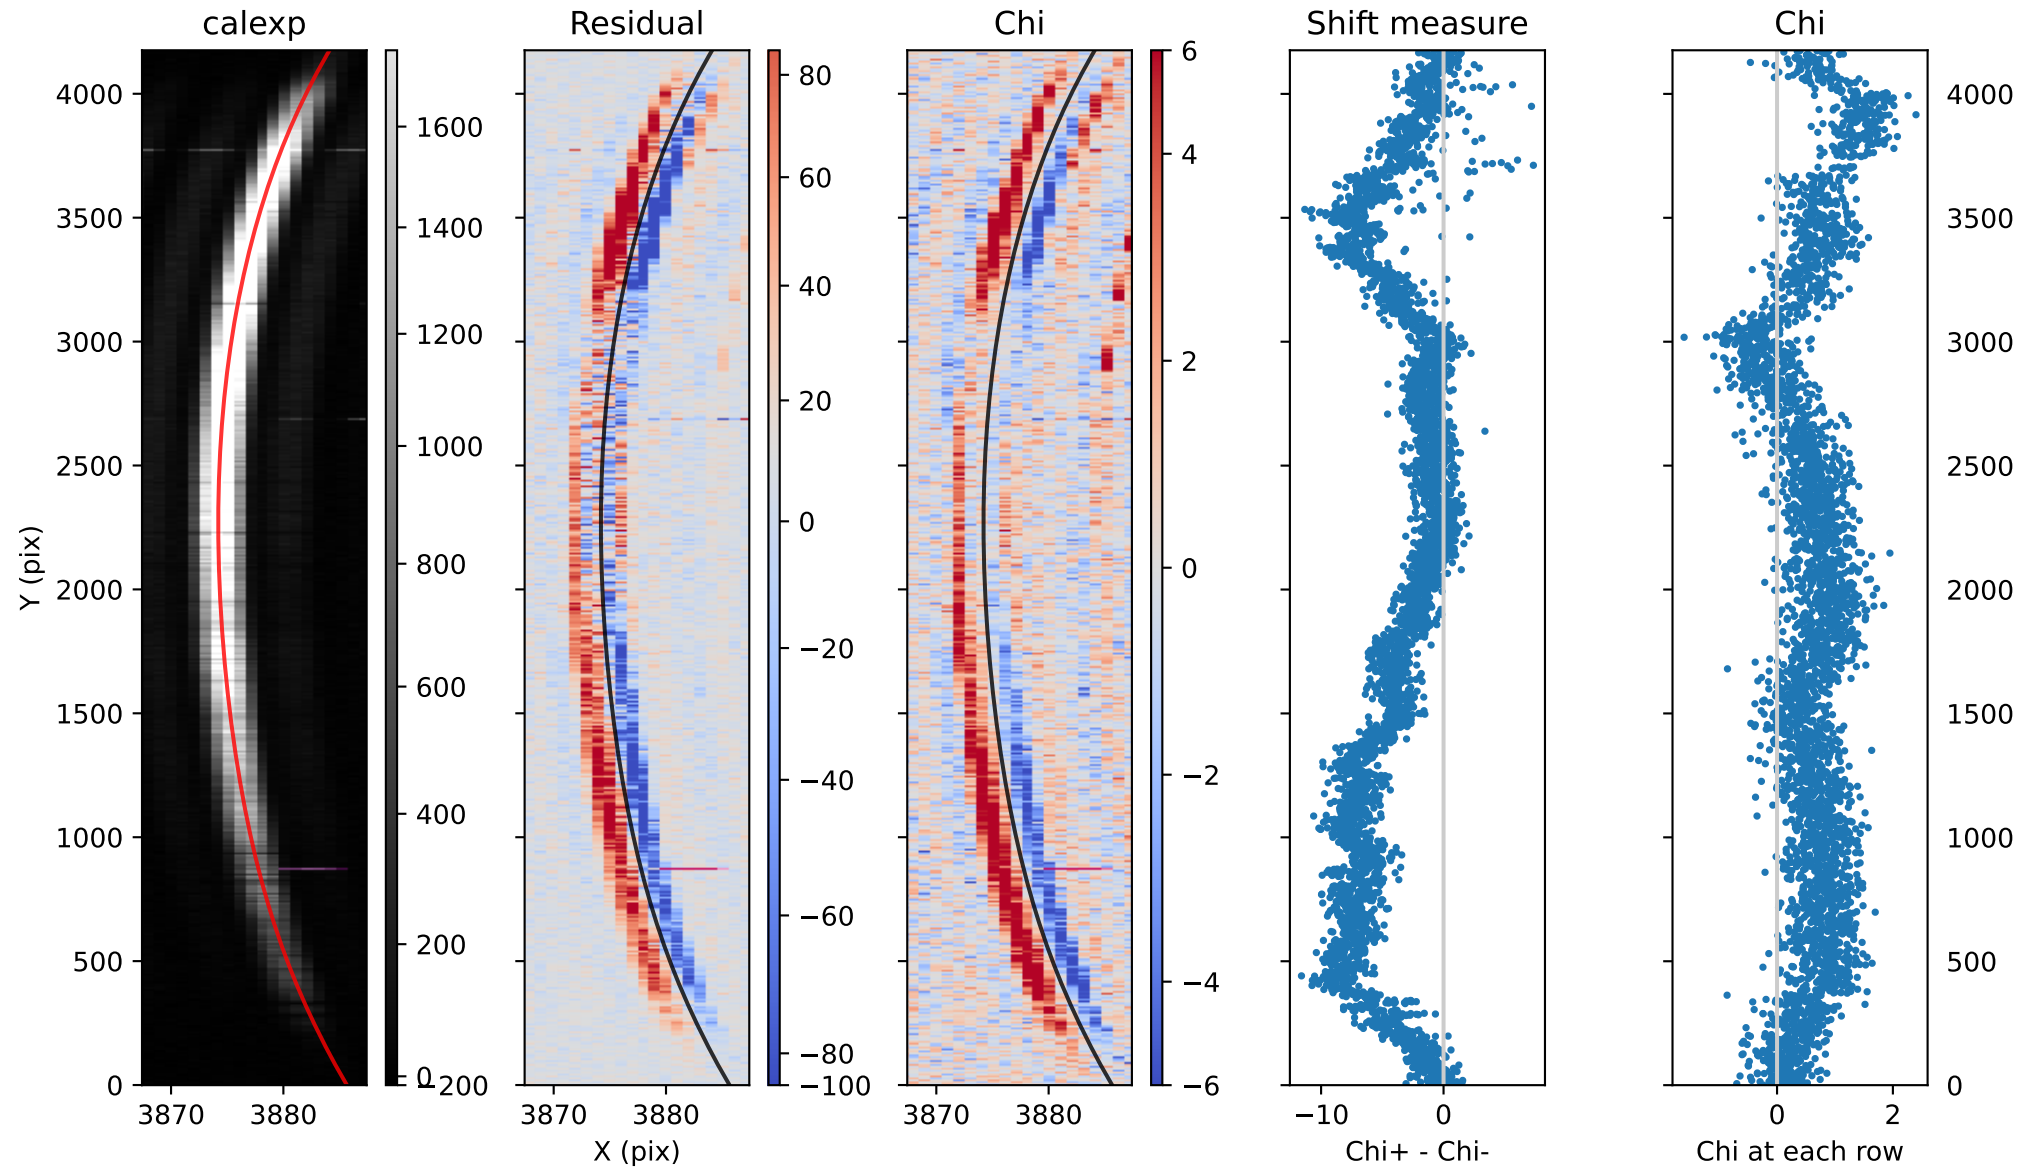 calexp Residual Chi Shift measure Chi
4000 1600 80 6 4000
3500 1400 60 4 3500
3000 1200 40 2 3000
2500 1000 20 0 2500
2000 800 0 −2 2000
1500 600 −20 −4 1500
1000 400 −40 −6 1000
500 200 −60 500
0 0 −80 0
−200 −100
Y (pix)
3870 3880 3870 3880 3870 3880 −10 0 0 2
X (pix) Chi+ - Chi- Chi at each row